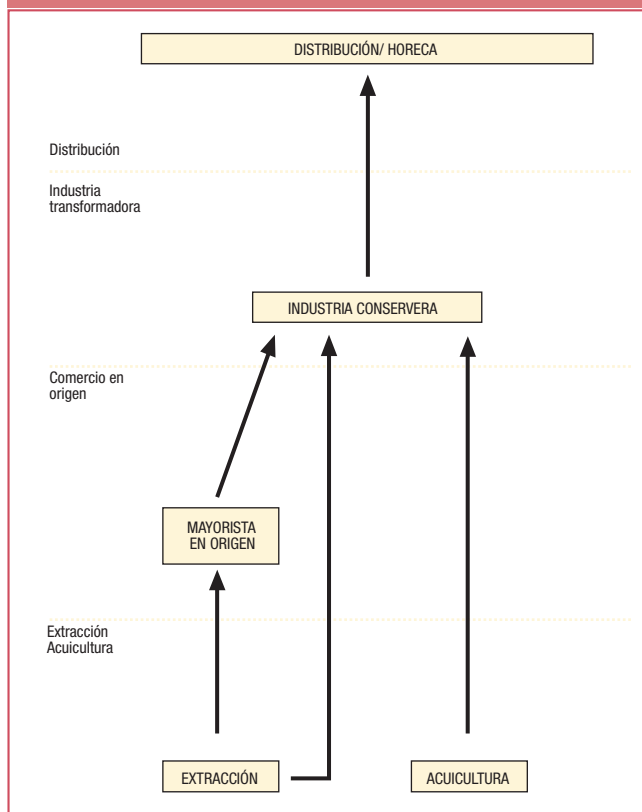 DISTRIBUCIÓN/ HORECA
Distribución
Industria
transformadora
INDUSTRIA CONSERVERA
Comercio en
origen
MAYORISTA
EN ORIGEN
Extracción
Acuicultura
EXTRACCIÓN
ACUICULTURA